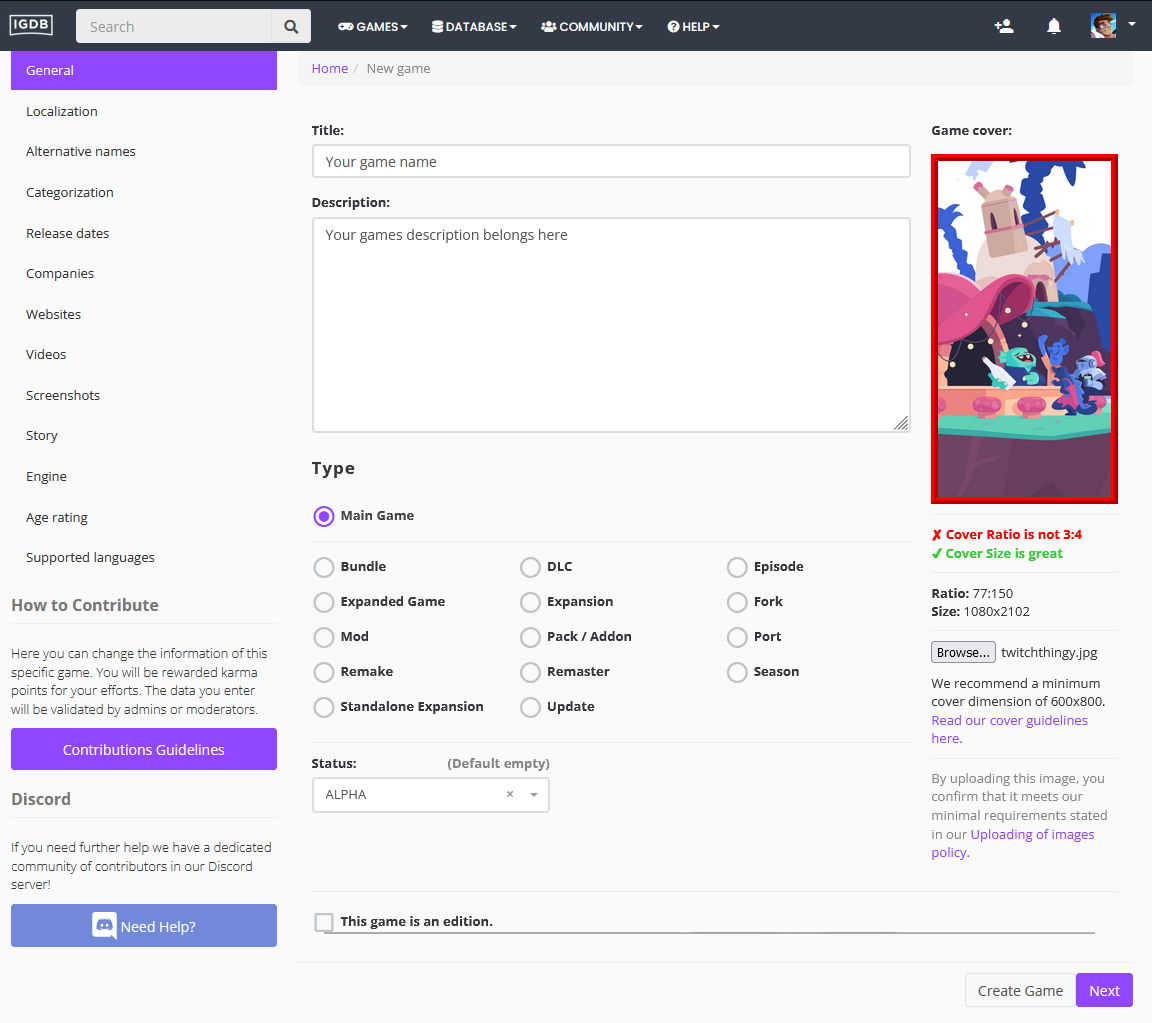 IGDB
Search
GAMES
DATABASE
COMMUNITY
HELP
General
Localization
Alternative names
Categorization
Release dates
Companies
Websites
Videos
Screenshots
Story
Engine
Age rating
Supported languages
How to Contribute
Here you can change the information of this
specific game. You will be rewarded karma
points for your efforts. The data you enter
will be validated by admins or moderators.
Contributions Guidelines
Discord
If you need further help we have a dedicated
community of contributors in our Discord
server!
Need Help?
Home / New game
Title:
Your game name
Description:
Your games description belongs here
Type
Main Game
Bundle
DLC
Episode
Expanded Game
Expansion
Fork
Mod
Pack / Addon
Port
Remake
Remaster
Season
Standalone Expansion
Update
Status:
(Default empty)
ALPHA ×
This game is an edition.
Game cover:
✘ Cover Ratio is not 3:4
✔ Cover Size is great
Ratio: 77:150
Size: 1080x2102
Browse... twitchthingy.jpg
We recommend a minimum
cover dimension of 600x800.
Read our cover guidelines
here.
By uploading this image, you
confirm that it meets our
minimal requirements stated
in our Uploading of images
policy.
Create Game
Next